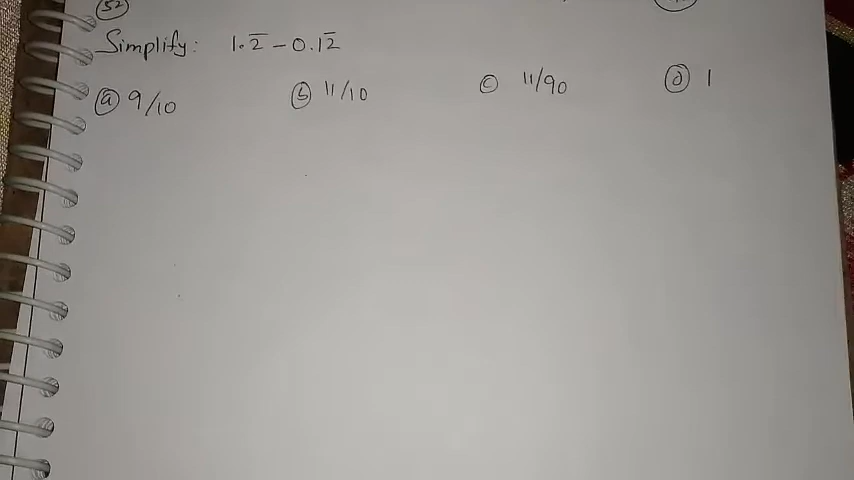 52
Simplify: 1.2̅ - 0.12̅
(a) 9/10 (b) 11/10 (c) 11/90 (d) 1